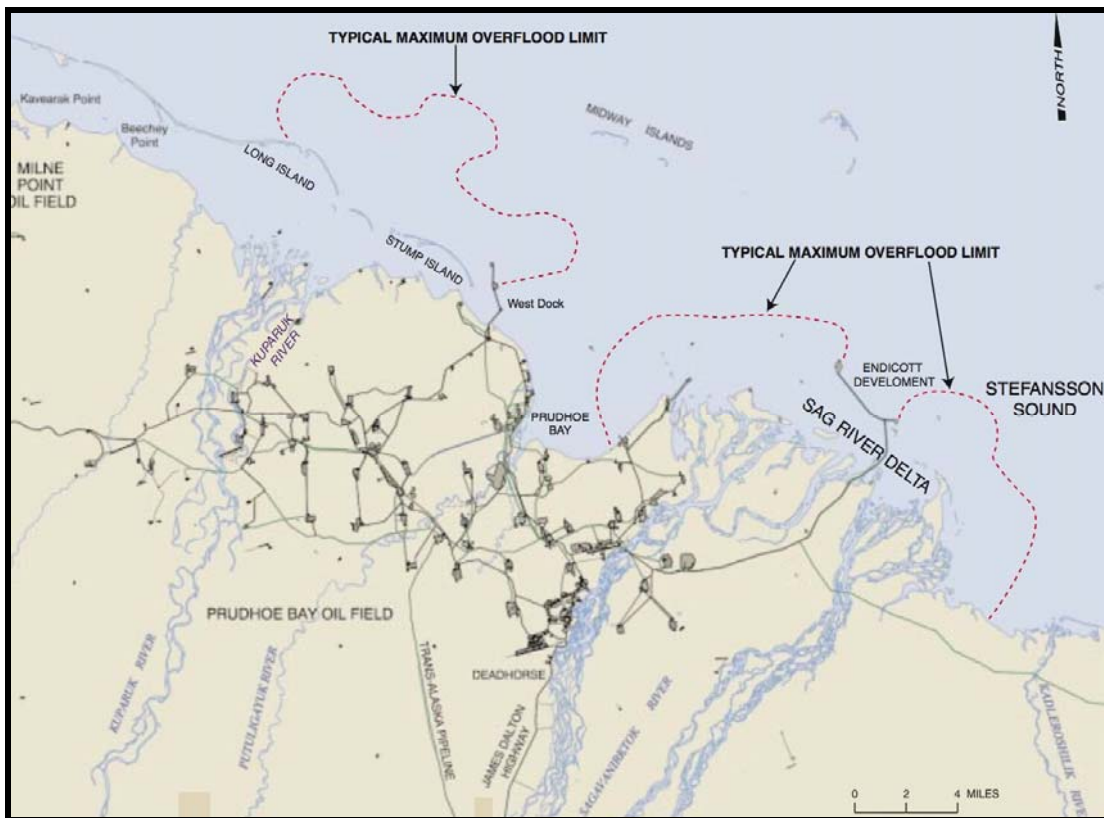 TYPICAL MAXIMUM OVERFLOOD LIMIT
NORTH
Kavearak Point
MIDWAY ISLANDS
Beechey
Point
LONG ISLAND
MILNE
POINT
OIL FIELD
STUMP ISLAND
TYPICAL MAXIMUM OVERFLOOD LIMIT
West Dock
KUPARUK
RIVER
ENDICOTT
DEVELOMENT
STEFANSSON
SOUND
PRUDHOE
BAY
SAG RIVER DELTA
PRUDHOE BAY OIL FIELD
DEADHORSE
KUPARUK RIVER
PUTULIGAYUK RIVER
TRANS-ALASKA PIPELINE
JAMES DALTON
HIGHWAY
SAGAVANIRKTOK RIVER
KADLEROSHILIK RIVER
0 2 4 MILES